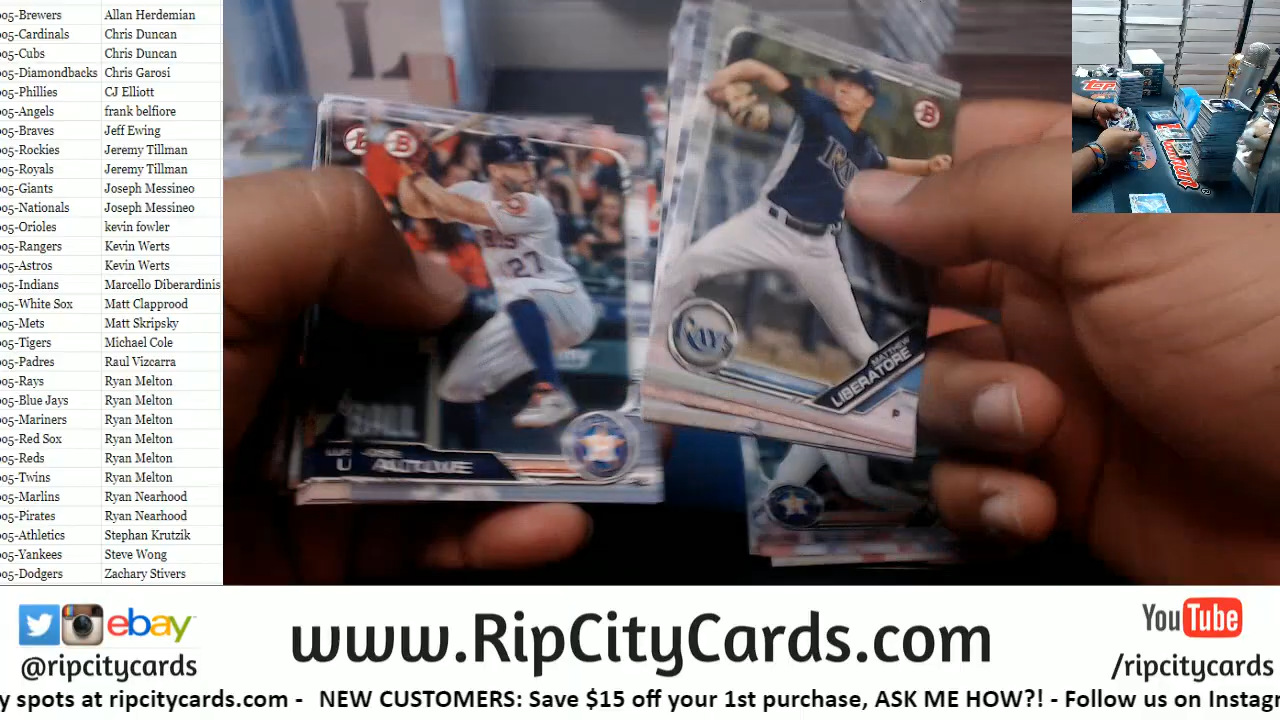 05-Brewers Allan Herdemian
05-Cardinals Chris Duncan
05-Cubs Chris Duncan
05-Diamondbacks Chris Garosi
05-Phillies CJ Elliott
05-Angels frank belfiore
05-Braves Jeff Ewing
05-Rockies Jeremy Tillman
05-Royals Jeremy Tillman
05-Giants Joseph Messineo
05-Nationals Joseph Messineo
05-Orioles kevin fowler
05-Rangers Kevin Werts
05-Astros Kevin Werts
05-Indians Marcello Diberardinis
05-White Sox Matt Clapprood
05-Mets Matt Skripsky
05-Tigers Michael Cole
05-Padres Raul Vizcarra
05-Rays Ryan Melton
05-Blue Jays Ryan Melton
05-Mariners Ryan Melton
05-Red Sox Ryan Melton
05-Reds Ryan Melton
05-Twins Ryan Melton
05-Marlins Ryan Nearhood
05-Pirates Ryan Nearhood
05-Athletics Stephan Krutzik
05-Yankees Steve Wong
05-Dodgers Zachary Stivers
L
B
27
B
Rays
MATTHEW
LIBERATORE
P
ebay
@ripcitycards
www.RipCityCards.com
YouTube
/ripcitycards
y spots at ripcitycards.com - NEW CUSTOMERS: Save $15 off your 1st purchase, ASK ME HOW?! - Follow us on Instag